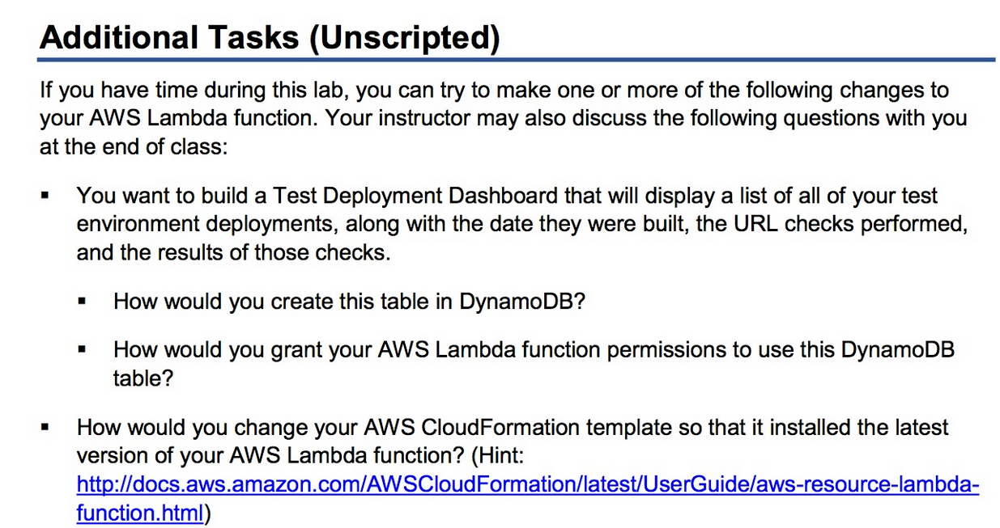 Additional Tasks (Unscripted)
If you have time during this lab, you can try to make one or more of the following changes to
your AWS Lambda function. Your instructor may also discuss the following questions with you
at the end of class:
▪ You want to build a Test Deployment Dashboard that will display a list of all of your test
environment deployments, along with the date they were built, the URL checks performed,
and the results of those checks.
▪ How would you create this table in DynamoDB?
▪ How would you grant your AWS Lambda function permissions to use this DynamoDB
table?
▪ How would you change your AWS CloudFormation template so that it installed the latest
version of your AWS Lambda function? (Hint:
http://docs.aws.amazon.com/AWSCloudFormation/latest/UserGuide/aws-resource-lambda-
function.html)